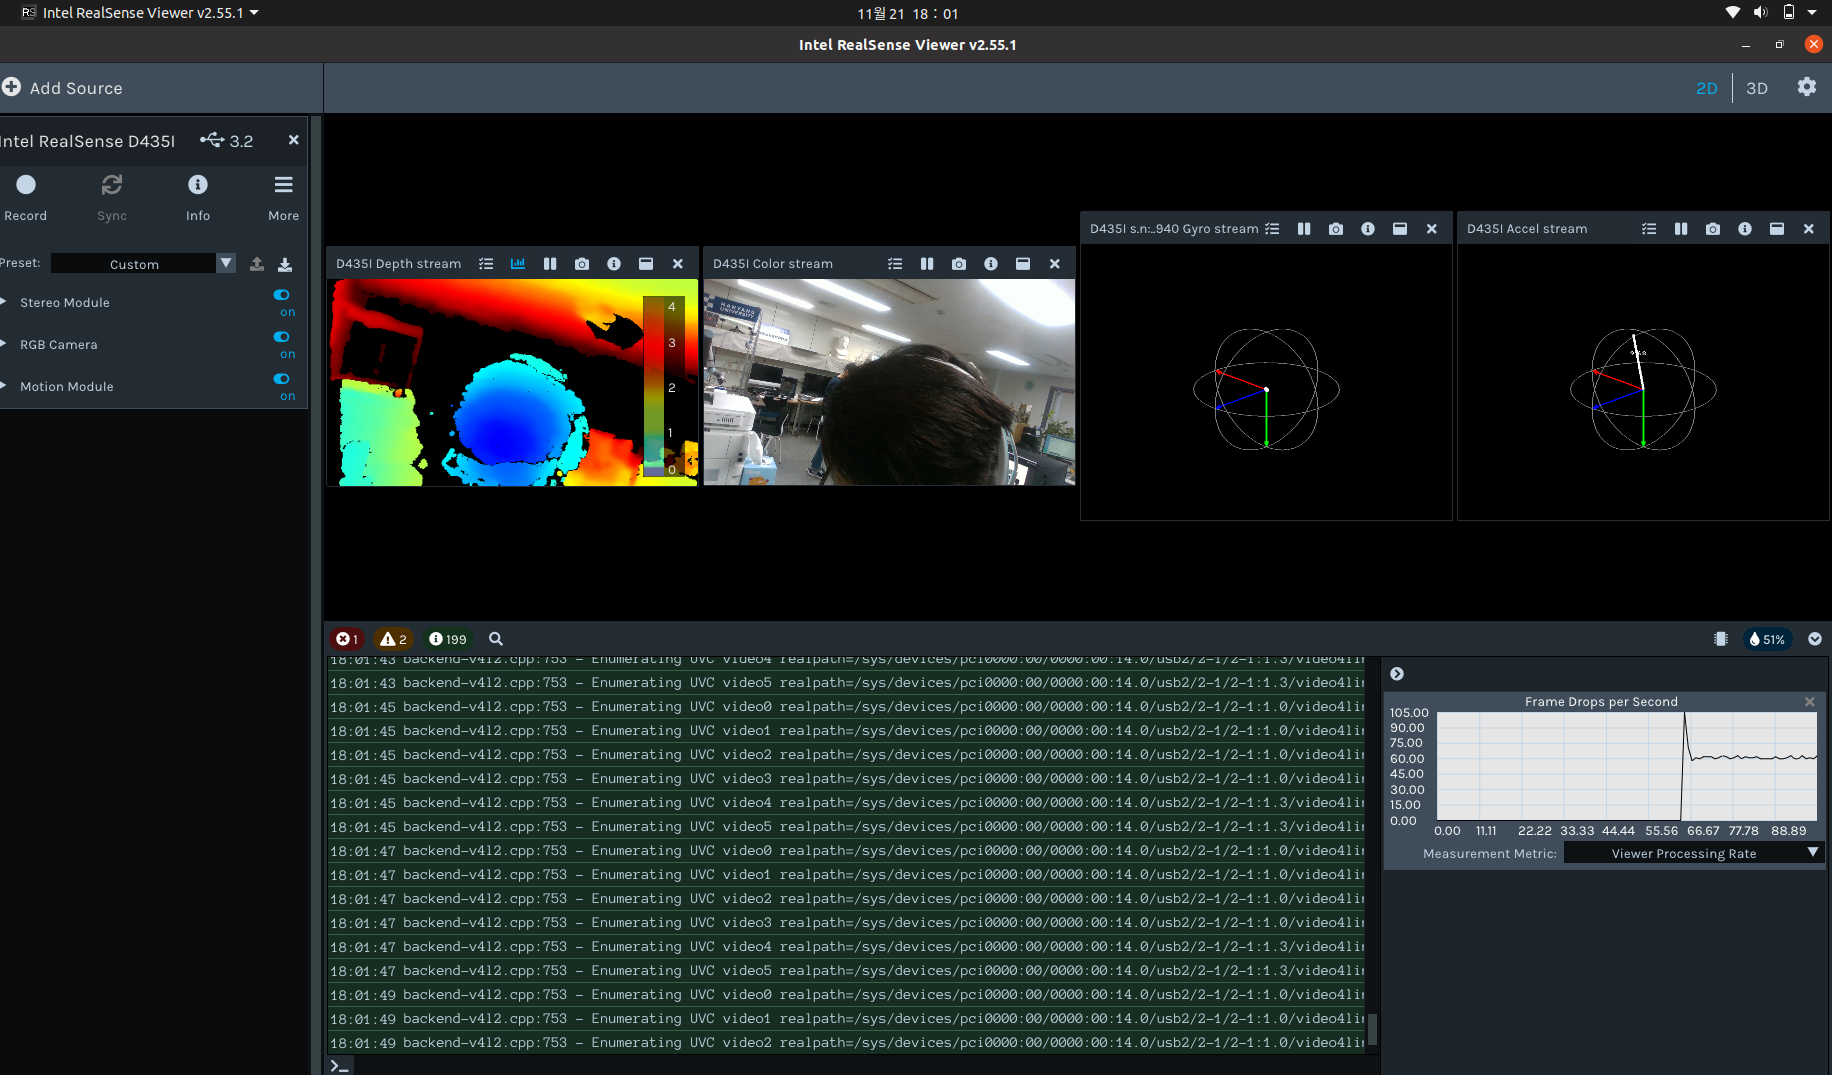 RS Intel RealSense Viewer v2.55.1
11월 21 18 : 01
Intel RealSense Viewer v2.55.1
Add Source
2D
3D
ntel RealSense D435I
3.2
Record
Sync
Info
More
Preset:
Custom
Stereo Module
on
RGB Camera
on
Motion Module
on
D435I Depth stream
4
3
2
1
0
D435I Color stream
HANYANG
UNIVERSITY
D435I s.n:..940 Gyro stream
D435I Accel stream
1
2
199
51%
18:01:43 backend-v4l2.cpp:753 - Enumerating UVC video4 realpath=/sys/devices/pci0000:00/0000:00:14.0/usb2/2-1/2-1:1.3/video4li
18:01:43 backend-v4l2.cpp:753 - Enumerating UVC video5 realpath=/sys/devices/pci0000:00/0000:00:14.0/usb2/2-1/2-1:1.3/video4li
18:01:45 backend-v4l2.cpp:753 - Enumerating UVC video0 realpath=/sys/devices/pci0000:00/0000:00:14.0/usb2/2-1/2-1:1.0/video4li
18:01:45 backend-v4l2.cpp:753 - Enumerating UVC video1 realpath=/sys/devices/pci0000:00/0000:00:14.0/usb2/2-1/2-1:1.0/video4li
18:01:45 backend-v4l2.cpp:753 - Enumerating UVC video2 realpath=/sys/devices/pci0000:00/0000:00:14.0/usb2/2-1/2-1:1.0/video4li
18:01:45 backend-v4l2.cpp:753 - Enumerating UVC video3 realpath=/sys/devices/pci0000:00/0000:00:14.0/usb2/2-1/2-1:1.0/video4li
18:01:45 backend-v4l2.cpp:753 - Enumerating UVC video4 realpath=/sys/devices/pci0000:00/0000:00:14.0/usb2/2-1/2-1:1.3/video4li
18:01:45 backend-v4l2.cpp:753 - Enumerating UVC video5 realpath=/sys/devices/pci0000:00/0000:00:14.0/usb2/2-1/2-1:1.3/video4li
18:01:47 backend-v4l2.cpp:753 - Enumerating UVC video0 realpath=/sys/devices/pci0000:00/0000:00:14.0/usb2/2-1/2-1:1.0/video4li
18:01:47 backend-v4l2.cpp:753 - Enumerating UVC video1 realpath=/sys/devices/pci0000:00/0000:00:14.0/usb2/2-1/2-1:1.0/video4li
18:01:47 backend-v4l2.cpp:753 - Enumerating UVC video2 realpath=/sys/devices/pci0000:00/0000:00:14.0/usb2/2-1/2-1:1.0/video4li
18:01:47 backend-v4l2.cpp:753 - Enumerating UVC video3 realpath=/sys/devices/pci0000:00/0000:00:14.0/usb2/2-1/2-1:1.0/video4li
18:01:47 backend-v4l2.cpp:753 - Enumerating UVC video4 realpath=/sys/devices/pci0000:00/0000:00:14.0/usb2/2-1/2-1:1.3/video4li
18:01:47 backend-v4l2.cpp:753 - Enumerating UVC video5 realpath=/sys/devices/pci0000:00/0000:00:14.0/usb2/2-1/2-1:1.3/video4li
18:01:49 backend-v4l2.cpp:753 - Enumerating UVC video0 realpath=/sys/devices/pci0000:00/0000:00:14.0/usb2/2-1/2-1:1.0/video4li
18:01:49 backend-v4l2.cpp:753 - Enumerating UVC video1 realpath=/sys/devices/pci0000:00/0000:00:14.0/usb2/2-1/2-1:1.0/video4li
18:01:49 backend-v4l2.cpp:753 - Enumerating UVC video2 realpath=/sys/devices/pci0000:00/0000:00:14.0/usb2/2-1/2-1:1.0/video4li
Frame Drops per Second
105.00
90.00
75.00
60.00
45.00
30.00
15.00
0.00
0.00 11.11 22.22 33.33 44.44 55.56 66.67 77.78 88.89
Measurement Metric: Viewer Processing Rate